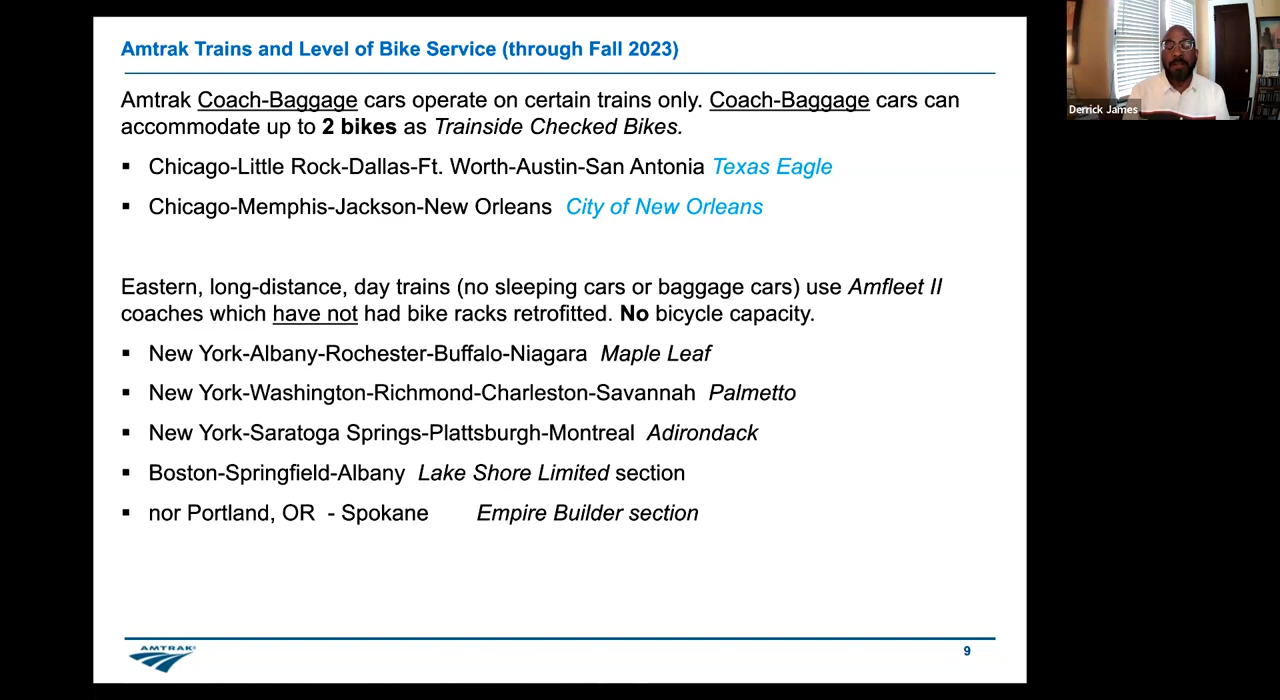 Amtrak Trains and Level of Bike Service (through Fall 2023)
Amtrak Coach-Baggage cars operate on certain trains only. Coach-Baggage cars can
accommodate up to 2 bikes as Trainside Checked Bikes.
▪ Chicago-Little Rock-Dallas-Ft. Worth-Austin-San Antonia Texas Eagle
▪ Chicago-Memphis-Jackson-New Orleans City of New Orleans
Eastern, long-distance, day trains (no sleeping cars or baggage cars) use Amfleet II
coaches which have not had bike racks retrofitted. No bicycle capacity.
▪ New York-Albany-Rochester-Buffalo-Niagara Maple Leaf
▪ New York-Washington-Richmond-Charleston-Savannah Palmetto
▪ New York-Saratoga Springs-Plattsburgh-Montreal Adirondack
▪ Boston-Springfield-Albany Lake Shore Limited section
▪ nor Portland, OR - Spokane Empire Builder section
AMTRAK®
9
Derrick James